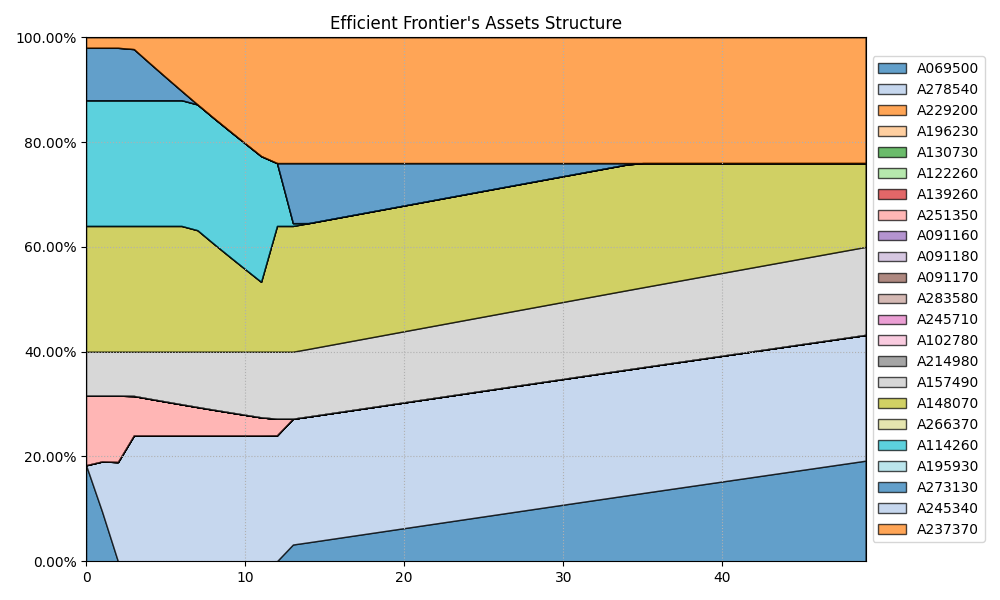 Efficient Frontier's Assets Structure
100.00%
80.00%
60.00%
40.00%
20.00%
0.00%
0
10
20
30
40
A069500
A278540
A229200
A196230
A130730
A122260
A139260
A251350
A091160
A091180
A091170
A283580
A245710
A102780
A214980
A157490
A148070
A266370
A114260
A195930
A273130
A245340
A237370